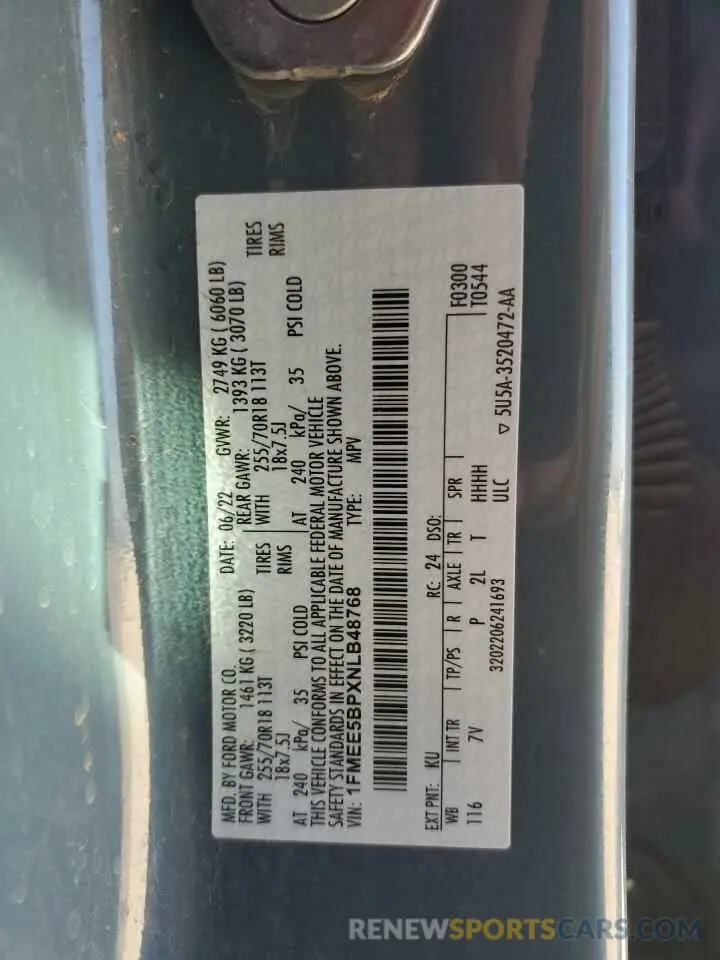 MFD. BY FORD MOTOR CO.
DATE: 06/22 GVWR: 2749 KG ( 6060 LB)
FRONT GAWR: 1461 KG ( 3220 LB) REAR GAWR: 1393 KG ( 3070 LB)
WITH 255/70R18 113T TIRES WITH 255/70R18 113T TIRES
18x7.5J RIMS 18x7.5J RIMS
AT 240 kPa/ 35 PSI COLD AT 240 kPa/ 35 PSI COLD
THIS VEHICLE CONFORMS TO ALL APPLICABLE FEDERAL MOTOR VEHICLE
SAFETY STANDARDS IN EFFECT ON THE DATE OF MANUFACTURE SHOWN ABOVE.
VIN: 1FMEE5BPXNLB48768 TYPE: MPV
EXT PNT: KU RC: 24 DSO:
WB INT TR TP/PS R AXLE TR SPR F0300
116 7V P 2L T HHHH T0544
3202206241693 ULC ▽ 5U5A-3520472-AA
RENEWSPORTSCARS.COM